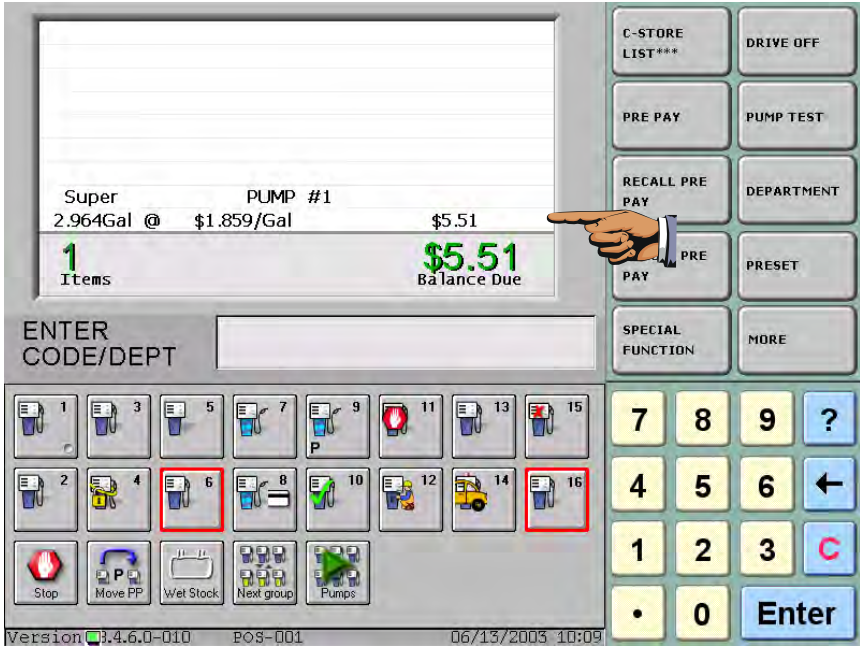 Super PUMP #1
2.964Gal @ $1.859/Gal $5.51
1 $5.51
Items Balance Due
ENTER
CODE/DEPT
C-STORE
LIST***
DRIVE OFF
PRE PAY
PUMP TEST
RECALL PRE
PAY
DEPARTMENT
PRE
PAY
PRESET
SPECIAL
FUNCTION
MORE
1 3 5 7 9 11 13 15
P
2 4 6 8 10 12 14 16
P
Stop Move PP Wet Stock Next group Pumps
7 8 9 ?
4 5 6 ←
1 2 3 C
• 0 Enter
Version 3.4.6.0-010 POS-001 06/13/2003 10:09